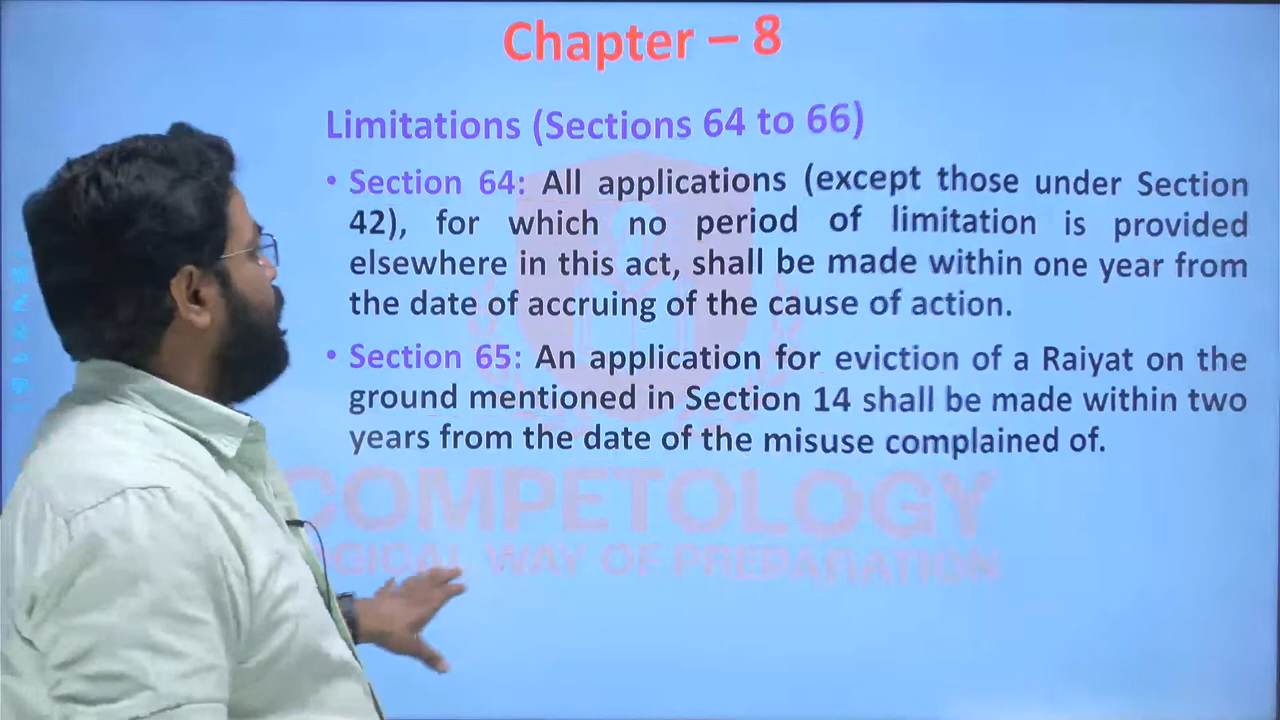 Chapter – 8
Limitations (Sections 64 to 66)
• Section 64: All applications (except those under Section
42), for which no period of limitation is provided
elsewhere in this act, shall be made within one year from
the date of accruing of the cause of action.
• Section 65: An application for eviction of a Raiyat on the
ground mentioned in Section 14 shall be made within two
years from the date of the misuse complained of.
COMPETOLOGY
OGICAL WAY OF PREPARATION